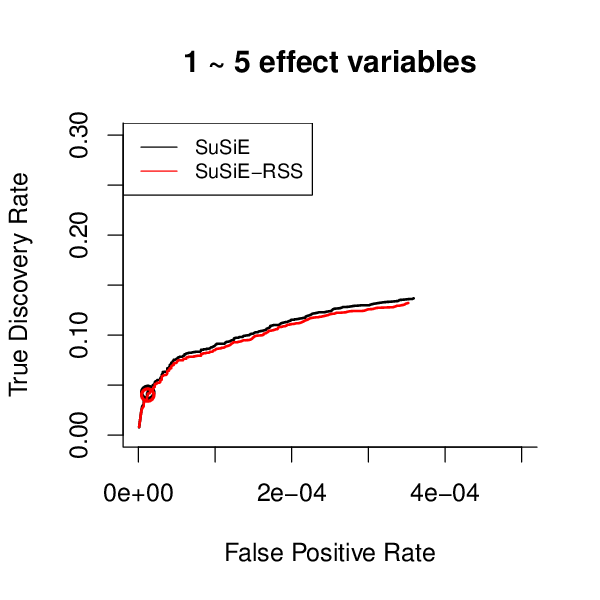 1 ~ 5 effect variables
SuSiE
SuSiE−RSS
True Discovery Rate
0.30
0.20
0.10
0.00
0e+00 2e−04 4e−04
False Positive Rate